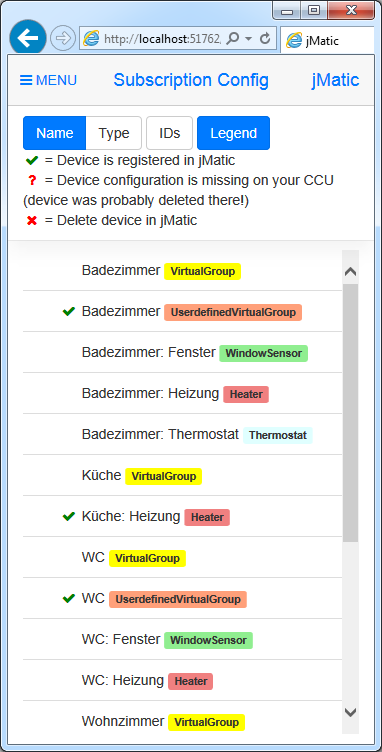 http://localhost:51762/
jMatic
MENU
Subscription Config
jMatic
Name
Type
IDs
Legend
= Device is registered in jMatic
? = Device configuration is missing on your CCU
(device was probably deleted there!)
= Delete device in jMatic
Badezimmer VirtualGroup
Badezimmer UserdefinedVirtualGroup
Badezimmer: Fenster WindowSensor
Badezimmer: Heizung Heater
Badezimmer: Thermostat Thermostat
Küche VirtualGroup
Küche: Heizung Heater
WC VirtualGroup
WC UserdefinedVirtualGroup
WC: Fenster WindowSensor
WC: Heizung Heater
Wohnzimmer VirtualGroup